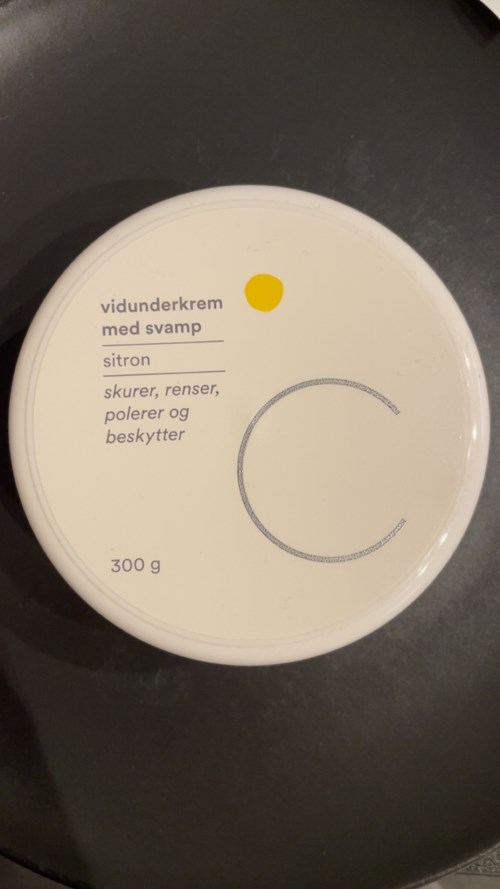 vidunderkrem
med svamp
sitron
skurer, renser,
polerer og
beskytter
300 g